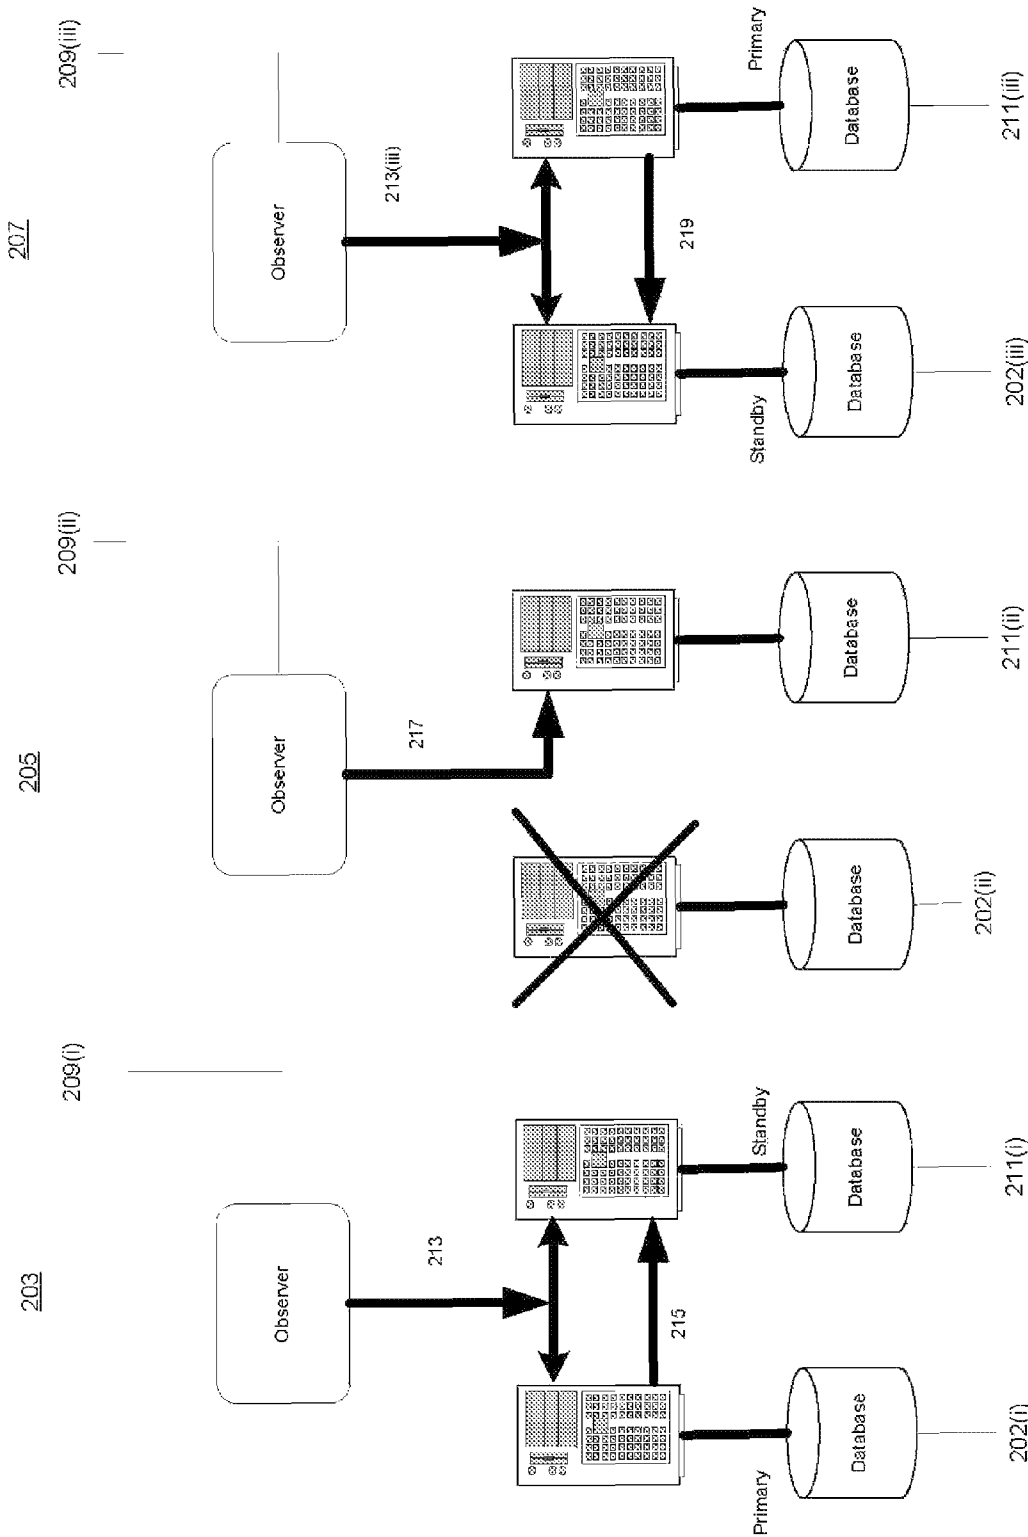 203
209(i)
Observer
213
215
Primary
Standby
Database
Database
202(i)
211(i)
205
209(ii)
Observer
217
Database
Database
202(ii)
211(ii)
207
209(iii)
Observer
213(iii)
219
Standby
Primary
Database
Database
202(iii)
211(iii)